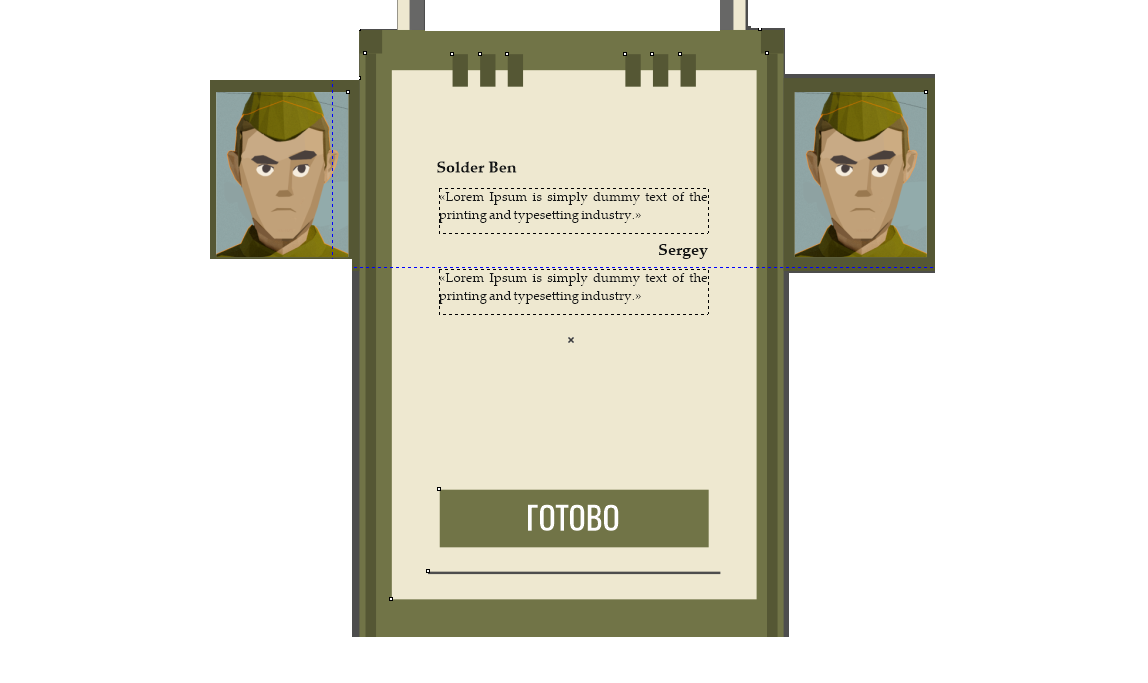 Solder Ben
«Lorem Ipsum is simply dummy text of the
printing and typesetting industry.»
Sergey
«Lorem Ipsum is simply dummy text of the
printing and typesetting industry.»
ГОТОВО